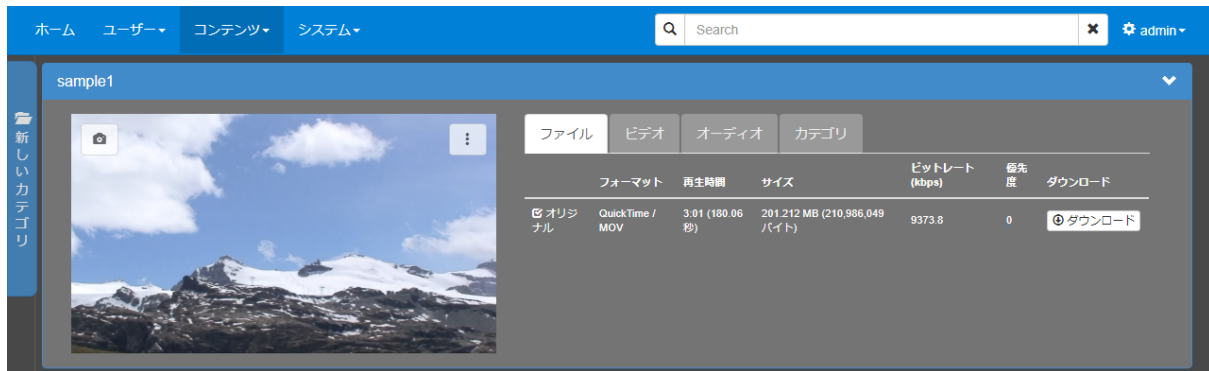 ホーム ユーザー コンテンツ システム Search admin
sample1
新しいカテゴリ
ファイル ビデオ オーディオ カテゴリ
フォーマット 再生時間 サイズ ビットレート (kbps)優先度 ダウンロード
オリジナル QuickTime / MOV 3:01 (180.06 秒) 201.212 MB (210,986,049 バイト) 9373.8 0 ダウンロード